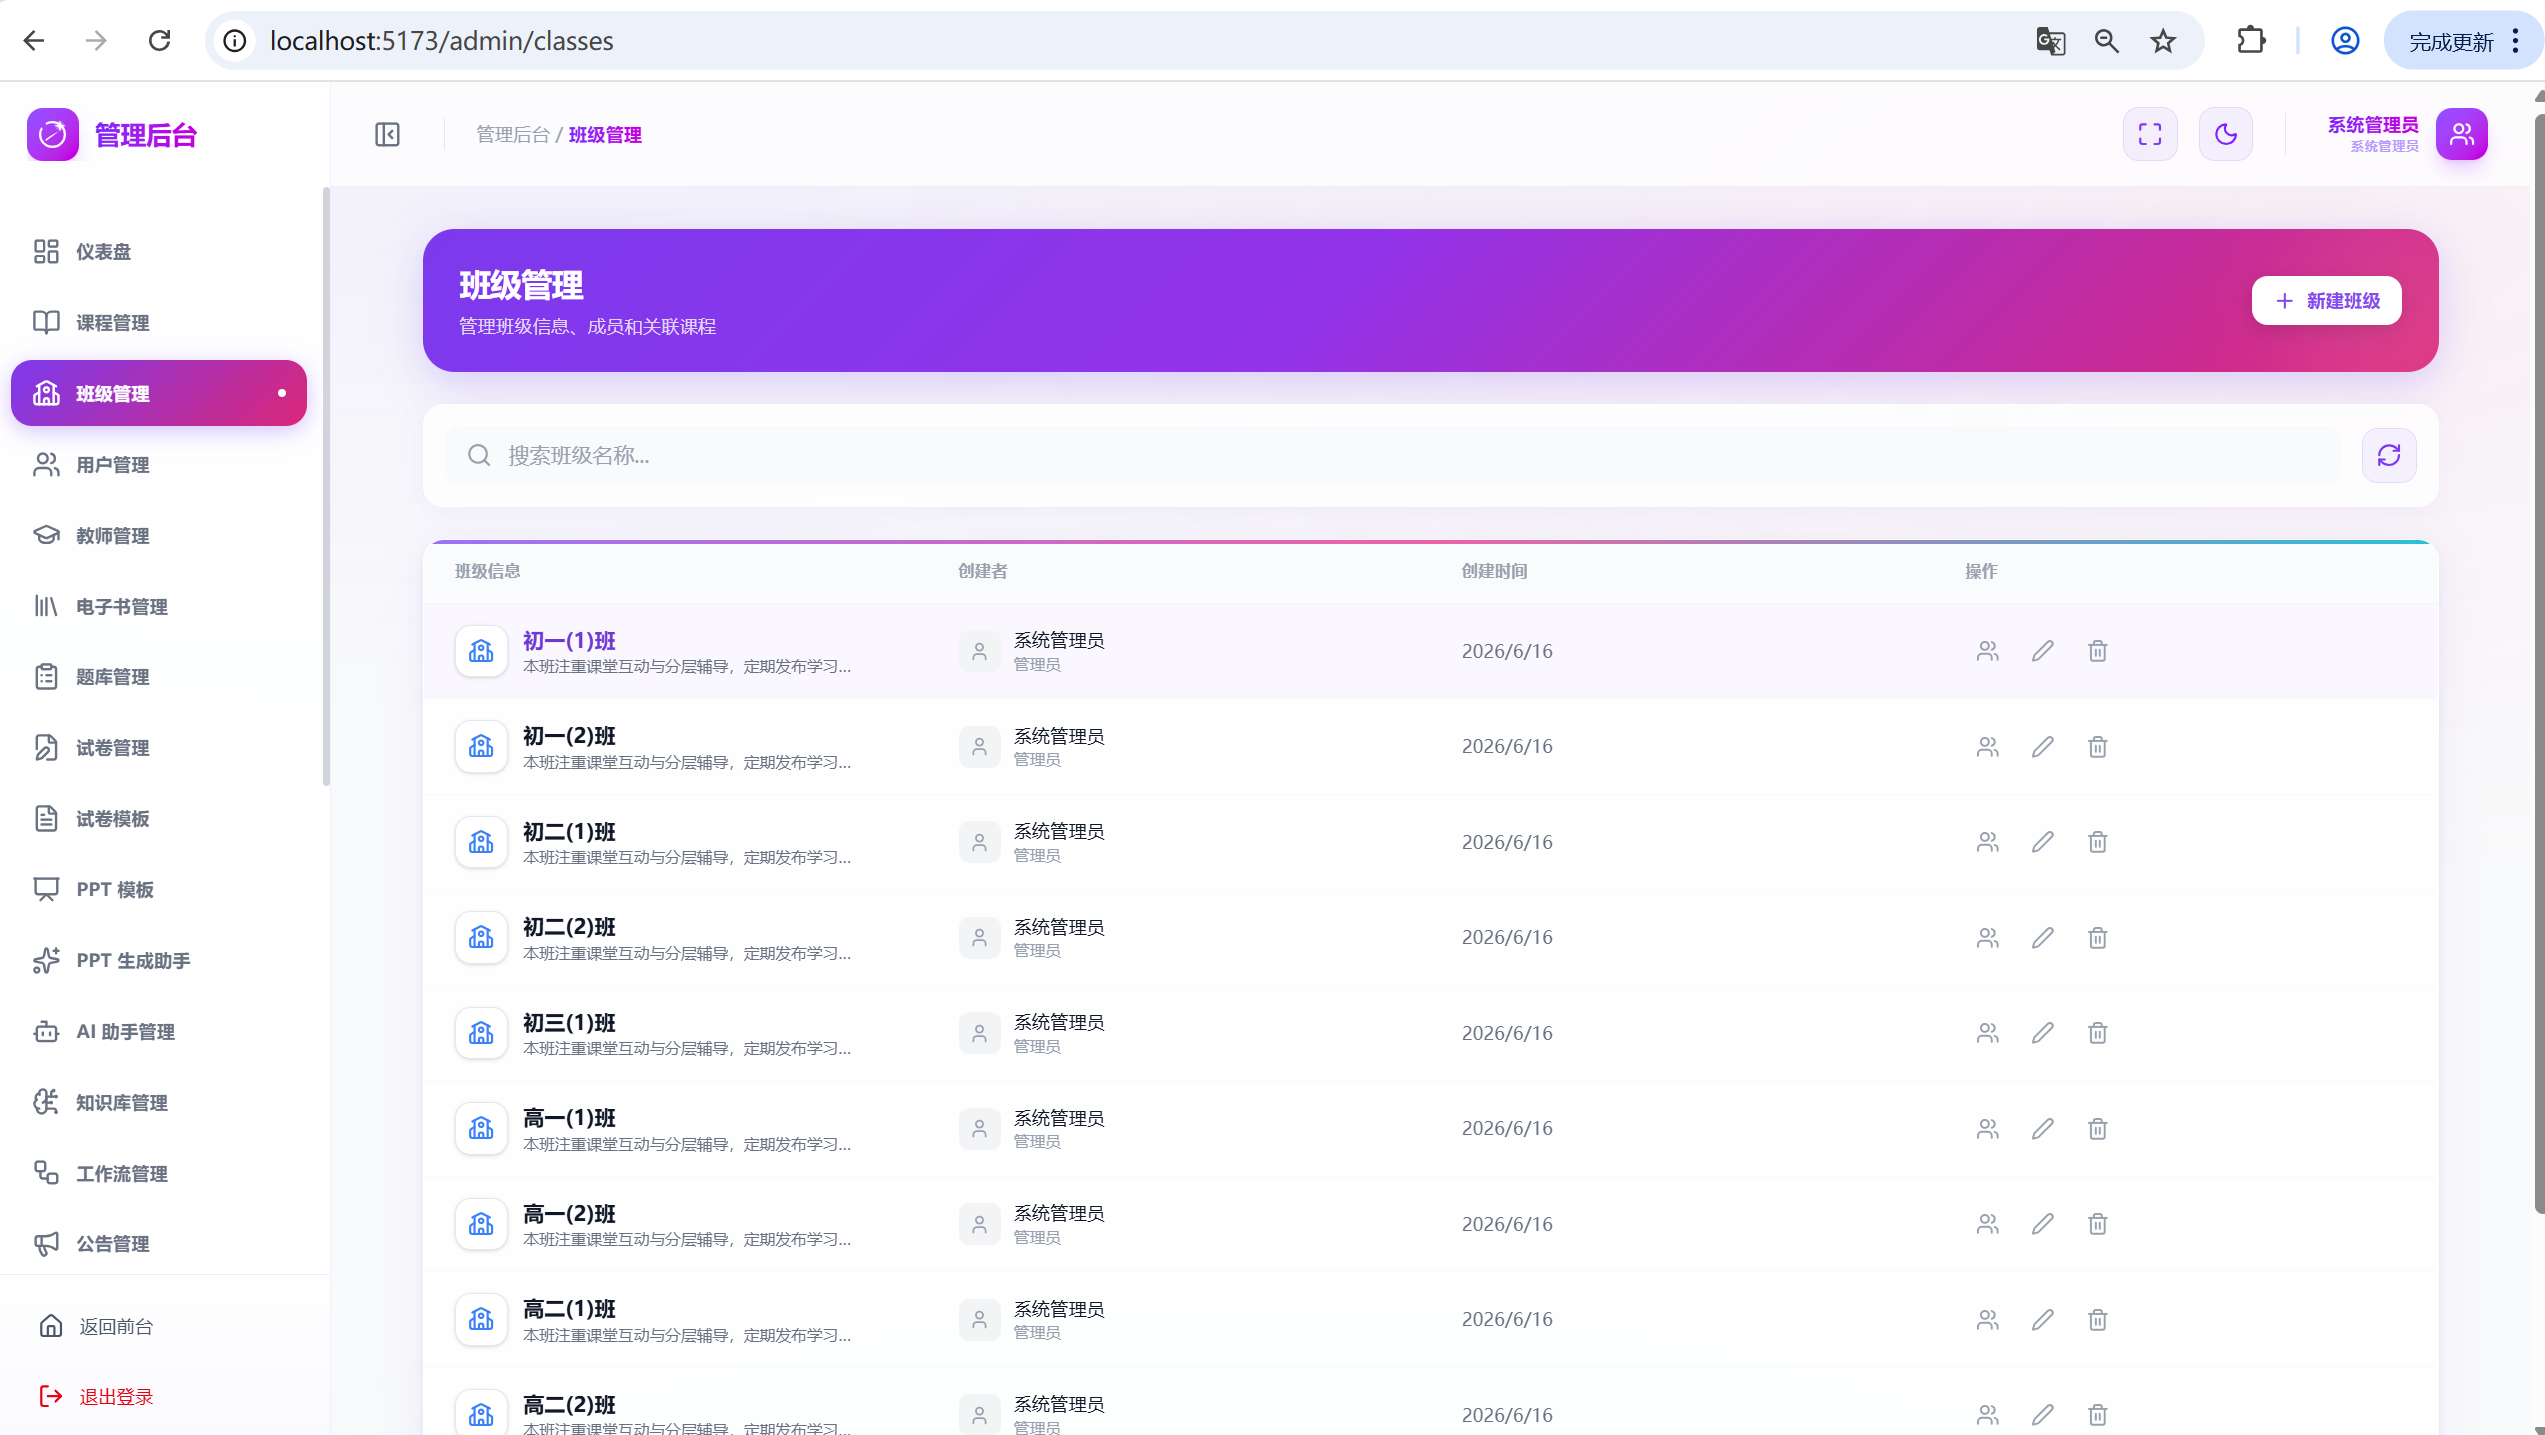 localhost:5173/admin/classes
完成更新
管理后台
管理后台 / 班级管理
系统管理员
系统管理员
仪表盘
课程管理
班级管理
用户管理
教师管理
电子书管理
题库管理
试卷管理
试卷模板
PPT 模板
PPT 生成助手
AI 助手管理
知识库管理
工作流管理
公告管理
返回前台
退出登录
班级管理
管理班级信息、成员和关联课程
新建班级
搜索班级名称...
班级信息 创建者 创建时间 操作
初一(1)班
本班注重课堂互动与分层辅导，定期发布学习...
系统管理员
管理员
2026/6/16
初一(2)班
本班注重课堂互动与分层辅导，定期发布学习...
系统管理员
管理员
2026/6/16
初二(1)班
本班注重课堂互动与分层辅导，定期发布学习...
系统管理员
管理员
2026/6/16
初二(2)班
本班注重课堂互动与分层辅导，定期发布学习...
系统管理员
管理员
2026/6/16
初三(1)班
本班注重课堂互动与分层辅导，定期发布学习...
系统管理员
管理员
2026/6/16
高一(1)班
本班注重课堂互动与分层辅导，定期发布学习...
系统管理员
管理员
2026/6/16
高一(2)班
本班注重课堂互动与分层辅导，定期发布学习...
系统管理员
管理员
2026/6/16
高二(1)班
本班注重课堂互动与分层辅导，定期发布学习...
系统管理员
管理员
2026/6/16
高二(2)班
本班注重课堂互动与分层辅导，定期发布学习...
系统管理员
管理员
2026/6/16